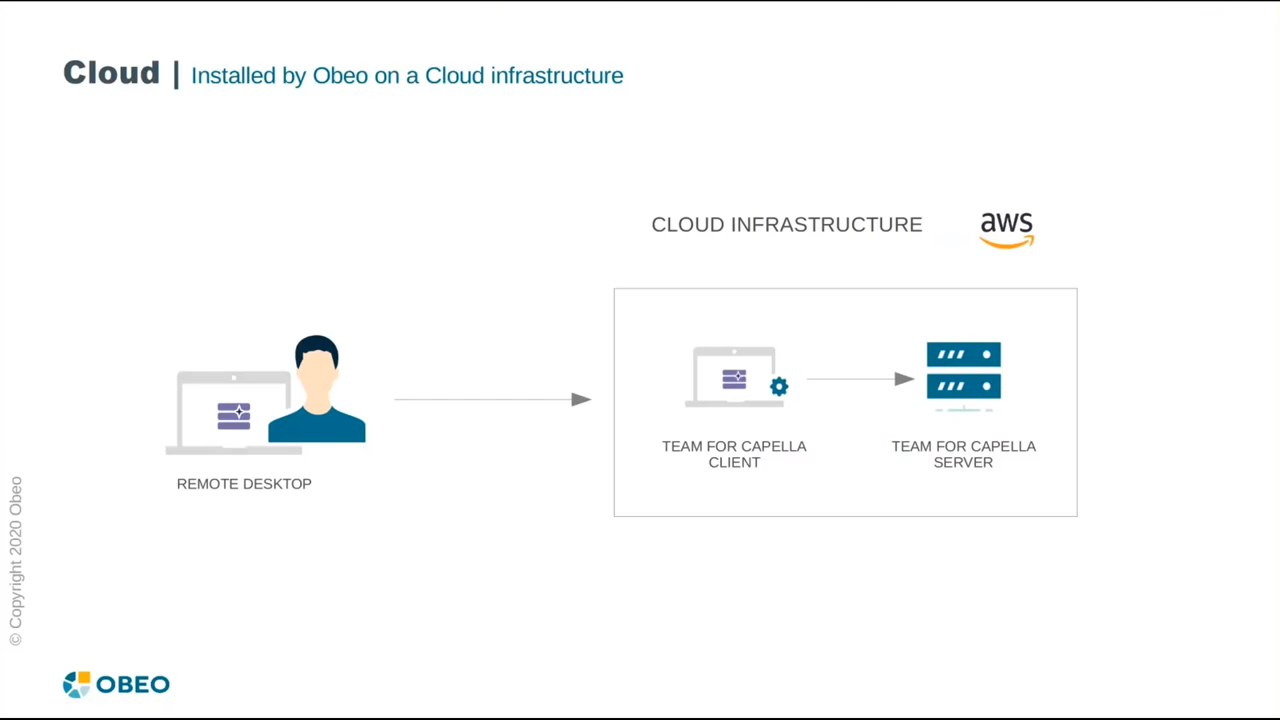 Cloud | Installed by Obeo on a Cloud infrastructure
CLOUD INFRASTRUCTURE
aws
TEAM FOR CAPELLA
CLIENT
TEAM FOR CAPELLA
SERVER
REMOTE DESKTOP
© Copyright 2020 Obeo
OBEO